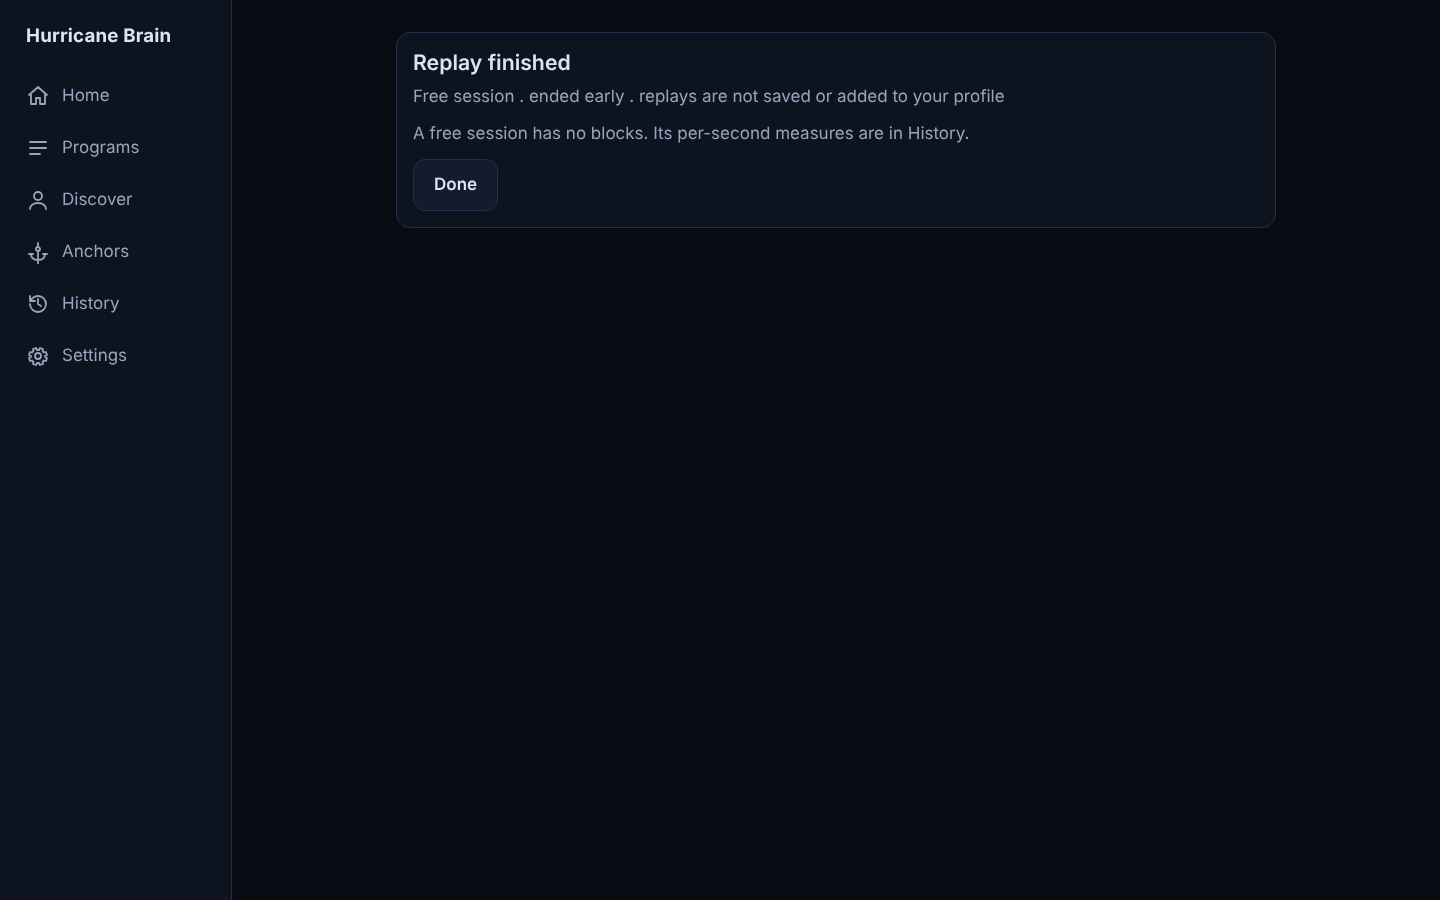 Hurricane Brain
Home
Programs
Discover
Anchors
History
Settings
Replay finished
Free session . ended early . replays are not saved or added to your profile
A free session has no blocks. Its per-second measures are in History.
Done